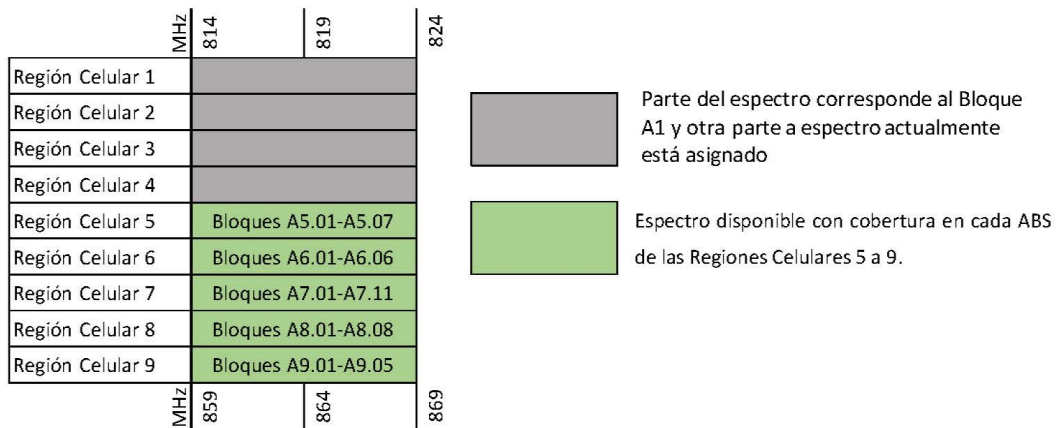 MHz 814 819 824
Región Celular 1
Región Celular 2
Región Celular 3
Región Celular 4
Región Celular 5 Bloques A5.01-A5.07
Región Celular 6 Bloques A6.01-A6.06
Región Celular 7 Bloques A7.01-A7.11
Región Celular 8 Bloques A8.01-A8.08
Región Celular 9 Bloques A9.01-A9.05
MHz 859 864 869
Parte del espectro corresponde al Bloque
A1 y otra parte a espectro actualmente
está asignado
Espectro disponible con cobertura en cada ABS
de las Regiones Celulares 5 a 9.